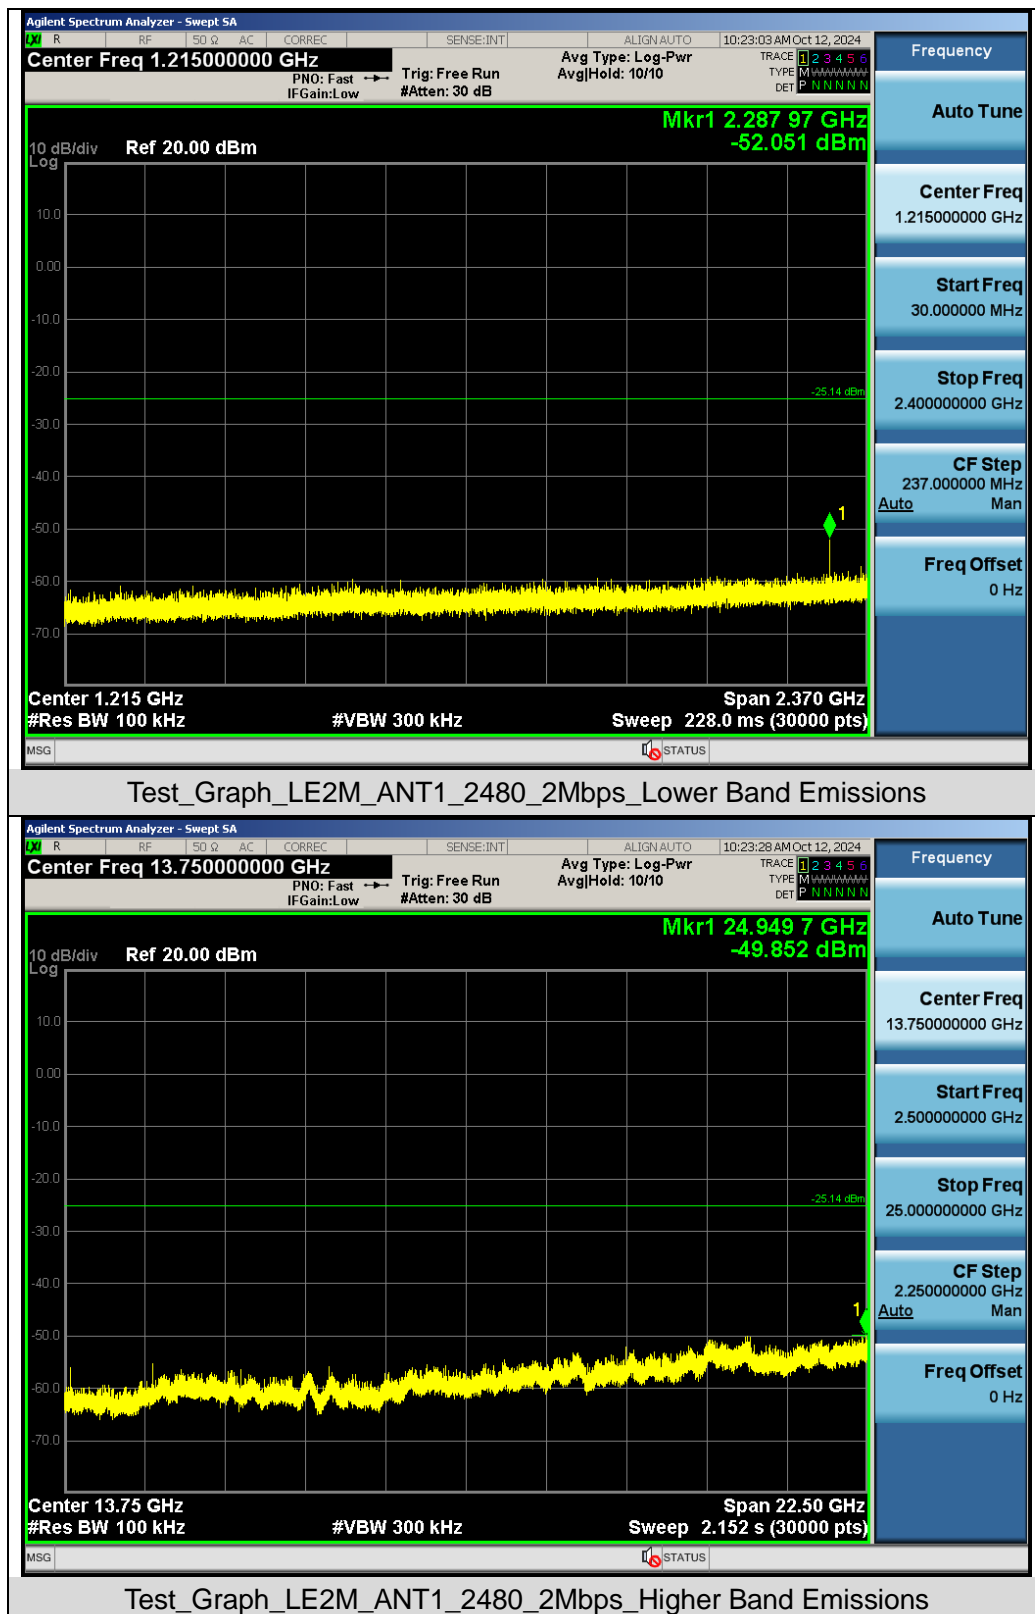 Agilent Spectrum Analyzer - Swept SA
LXI R RF 50 Ω AC CORREC SENSE:INT ALIGN AUTO 10:23:03 AM Oct 12, 2024
Center Freq 1.215000000 GHz
PNO: Fast
IFGain:Low
Trig: Free Run
#Atten: 30 dB
Avg Type: Log-Pwr
Avg|Hold: 10/10
TRACE 1 2 3 4 5 6
TYPE M
DET P N N N N N
Mkr1 2.287 97 GHz
-52.051 dBm
10 dB/div Ref 20.00 dBm
Log
10.0
0.00
-10.0
-20.0
-25.14 dBm
-30.0
-40.0
-50.0
1
-60.0
-70.0
Center 1.215 GHz Span 2.370 GHz
#Res BW 100 kHz #VBW 300 kHz Sweep 228.0 ms (30000 pts)
MSG STATUS
Frequency
Auto Tune
Center Freq
1.215000000 GHz
Start Freq
30.000000 MHz
Stop Freq
2.400000000 GHz
CF Step
237.000000 MHz
Auto Man
Freq Offset
0 Hz
Test_Graph_LE2M_ANT1_2480_2Mbps_Lower Band Emissions
Agilent Spectrum Analyzer - Swept SA
LXI R RF 50 Ω AC CORREC SENSE:INT ALIGN AUTO 10:23:28 AM Oct 12, 2024
Center Freq 13.750000000 GHz
PNO: Fast
IFGain:Low
Trig: Free Run
#Atten: 30 dB
Avg Type: Log-Pwr
Avg|Hold: 10/10
TRACE 1 2 3 4 5 6
TYPE M
DET P N N N N N
Mkr1 24.949 7 GHz
-49.852 dBm
10 dB/div Ref 20.00 dBm
Log
10.0
0.00
-10.0
-20.0
-25.14 dBm
-30.0
-40.0
1
-50.0
-60.0
-70.0
Center 13.75 GHz Span 22.50 GHz
#Res BW 100 kHz #VBW 300 kHz Sweep 2.152 s (30000 pts)
MSG STATUS
Frequency
Auto Tune
Center Freq
13.750000000 GHz
Start Freq
2.500000000 GHz
Stop Freq
25.000000000 GHz
CF Step
2.250000000 GHz
Auto Man
Freq Offset
0 Hz
Test_Graph_LE2M_ANT1_2480_2Mbps_Higher Band Emissions